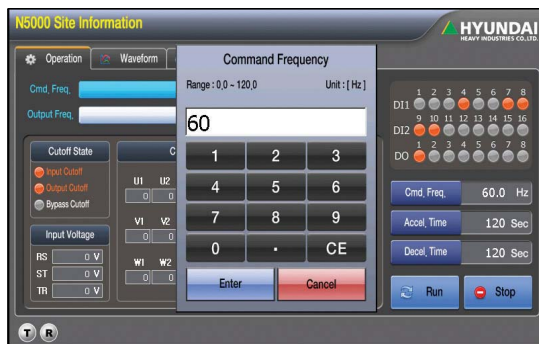 N5000 Site Information
HYUNDAI
HEAVY INDUSTRIES CO.,LTD.
Operation
Waveform
Cmd. Freq.
Output Freq.
Command Frequency
Range : 0,0 ~ 120,0
Unit : [ Hz ]
60
1 2 3
4 5 6
7 8 9
0 . CE
Enter
Cancel
Cutoff State
Input Cutoff
Output Cutoff
Bypass Cutoff
Input Voltage
RS 0 V
ST 0 V
TR 0 V
C
U1 U2
0 0
V1 V2
0 0
W1 W2
0 0
1 2 3 4 5 6 7 8
DI1
9 10 11 12 13 14 15 16
DI2
1 2 3 4 5 6 7 8
DO
Cmd, Freq, 60.0 Hz
Accel, Time 120 Sec
Decel, Time 120 Sec
Run
Stop
T R